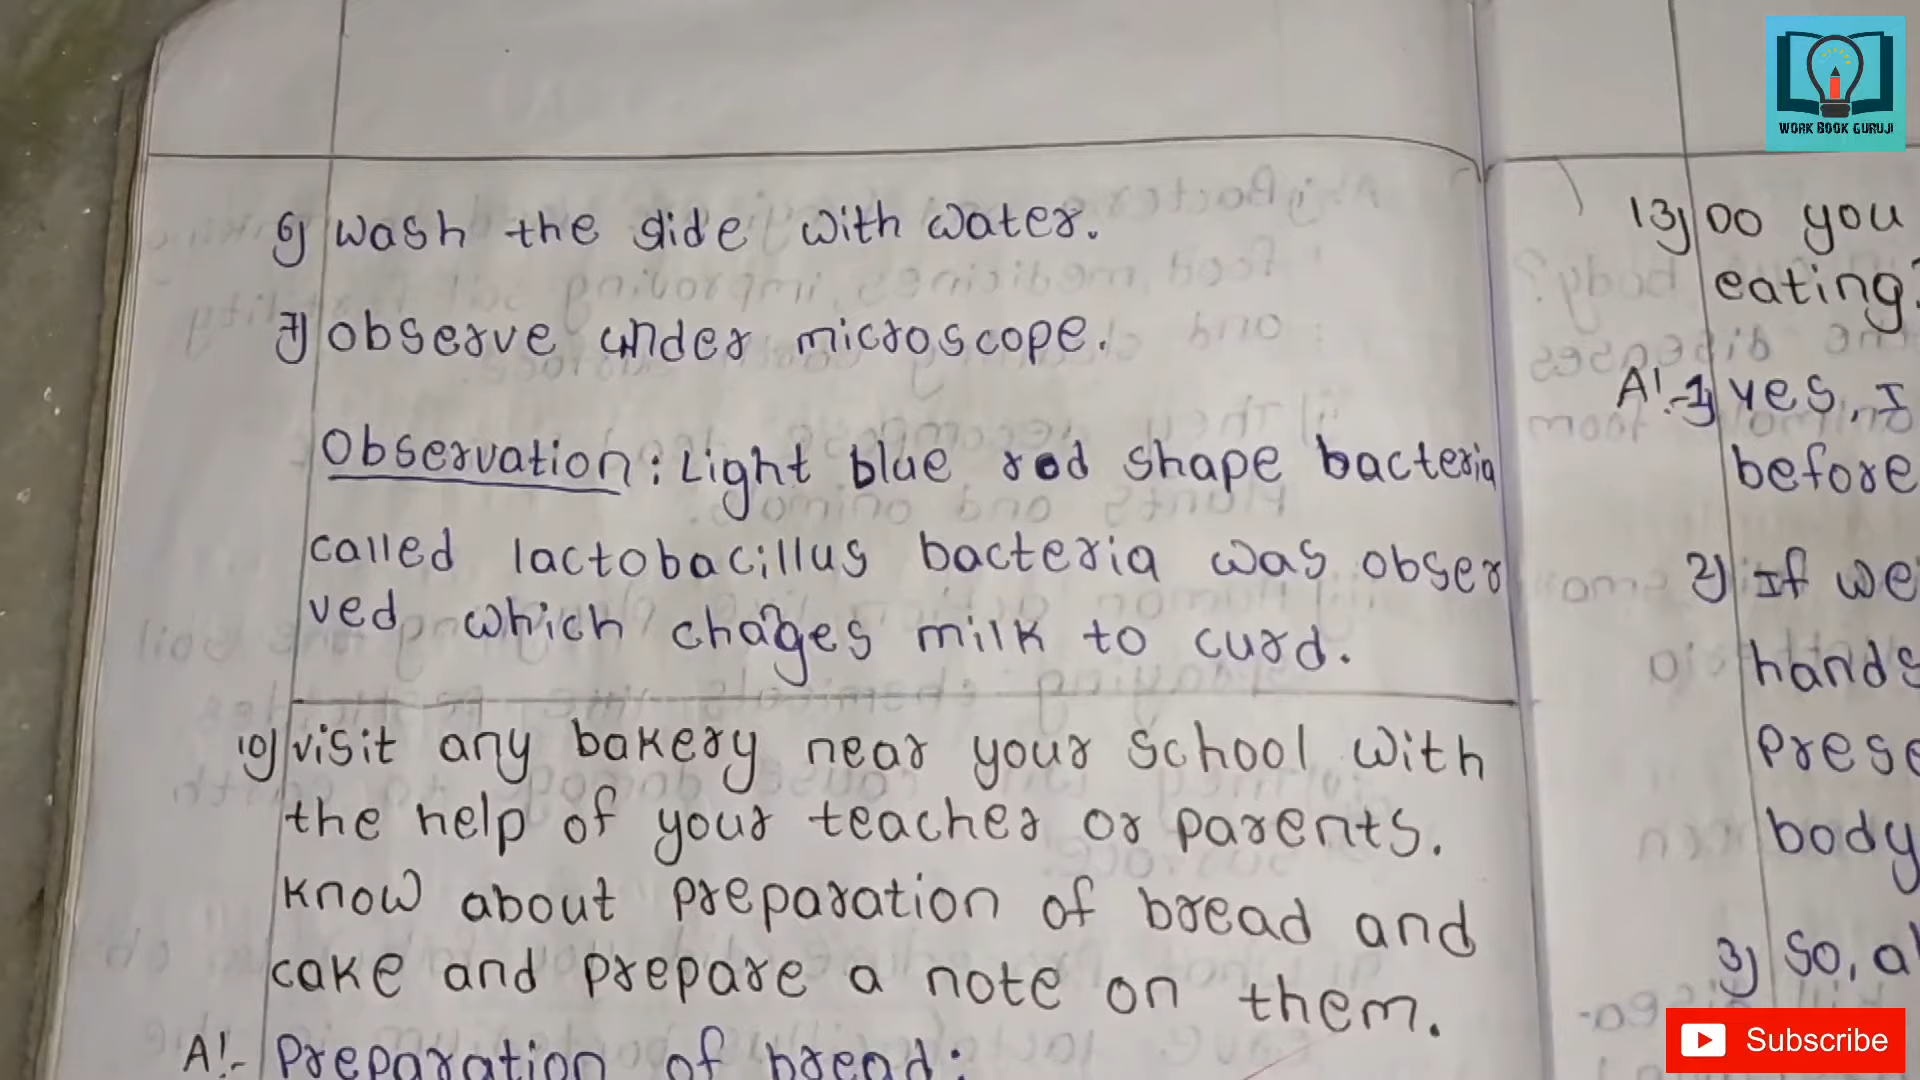 6) Wash the slide with water.
7) Observe under microscope.
Observation: Light blue rod shape bacteria
called lactobacillus bacteria was obser
ved which changes milk to curd.
10) visit any bakery near your school with
the help of your teacher or parents.
Know about preparation of bread and
cake and prepare a note on them.
A!- Preparation of bread:
13) Do you
eating?
A!-1) Yes, I
before
2) If we
hands
prese
body
3) So, al
WORK BOOK GURUJI
Subscribe